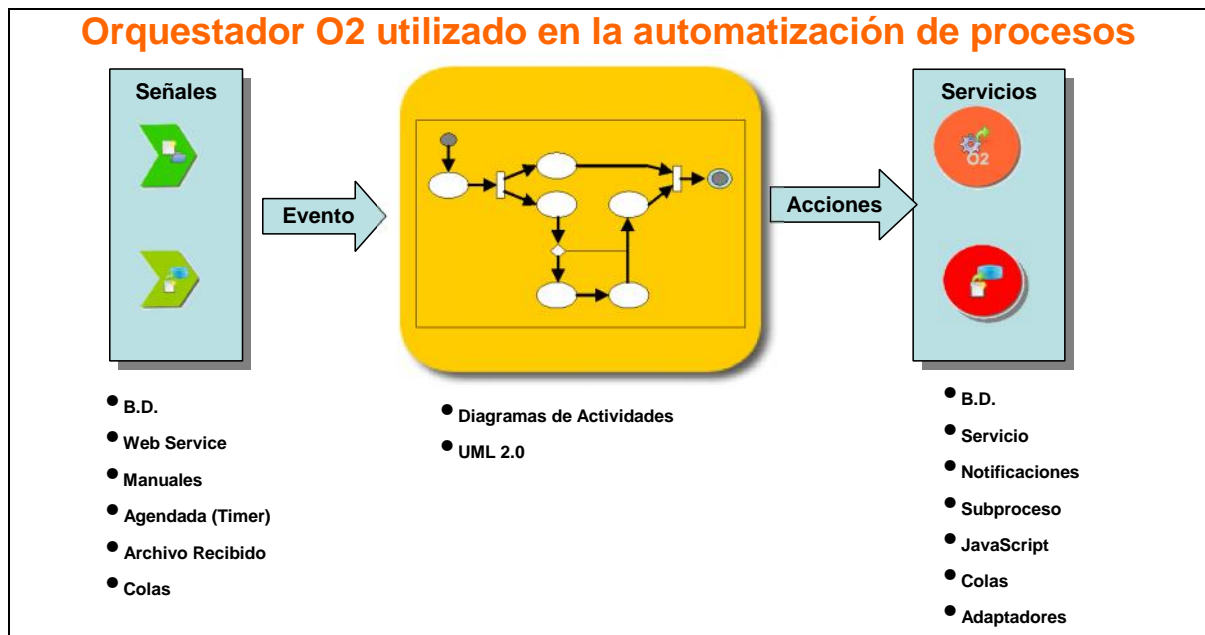 Orquestador O2 utilizado en la automatización de procesos
Señales
Evento
Acciones
Servicios
O2
• B.D.
• Web Service
• Manuales
• Agendada (Timer)
• Archivo Recibido
• Colas
• Diagramas de Actividades
• UML 2.0
• B.D.
• Servicio
• Notificaciones
• Subproceso
• JavaScript
• Colas
• Adaptadores